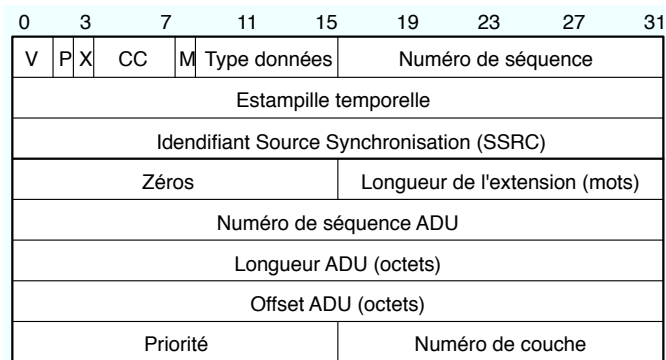 0 3 7 11 15 19 23 27 31
V P X CC M Type données Numéro de séquence
Estampille temporelle
Idendifiant Source Synchronisation (SSRC)
Zéros Longueur de l'extension (mots)
Numéro de séquence ADU
Longueur ADU (octets)
Offset ADU (octets)
Priorité Numéro de couche